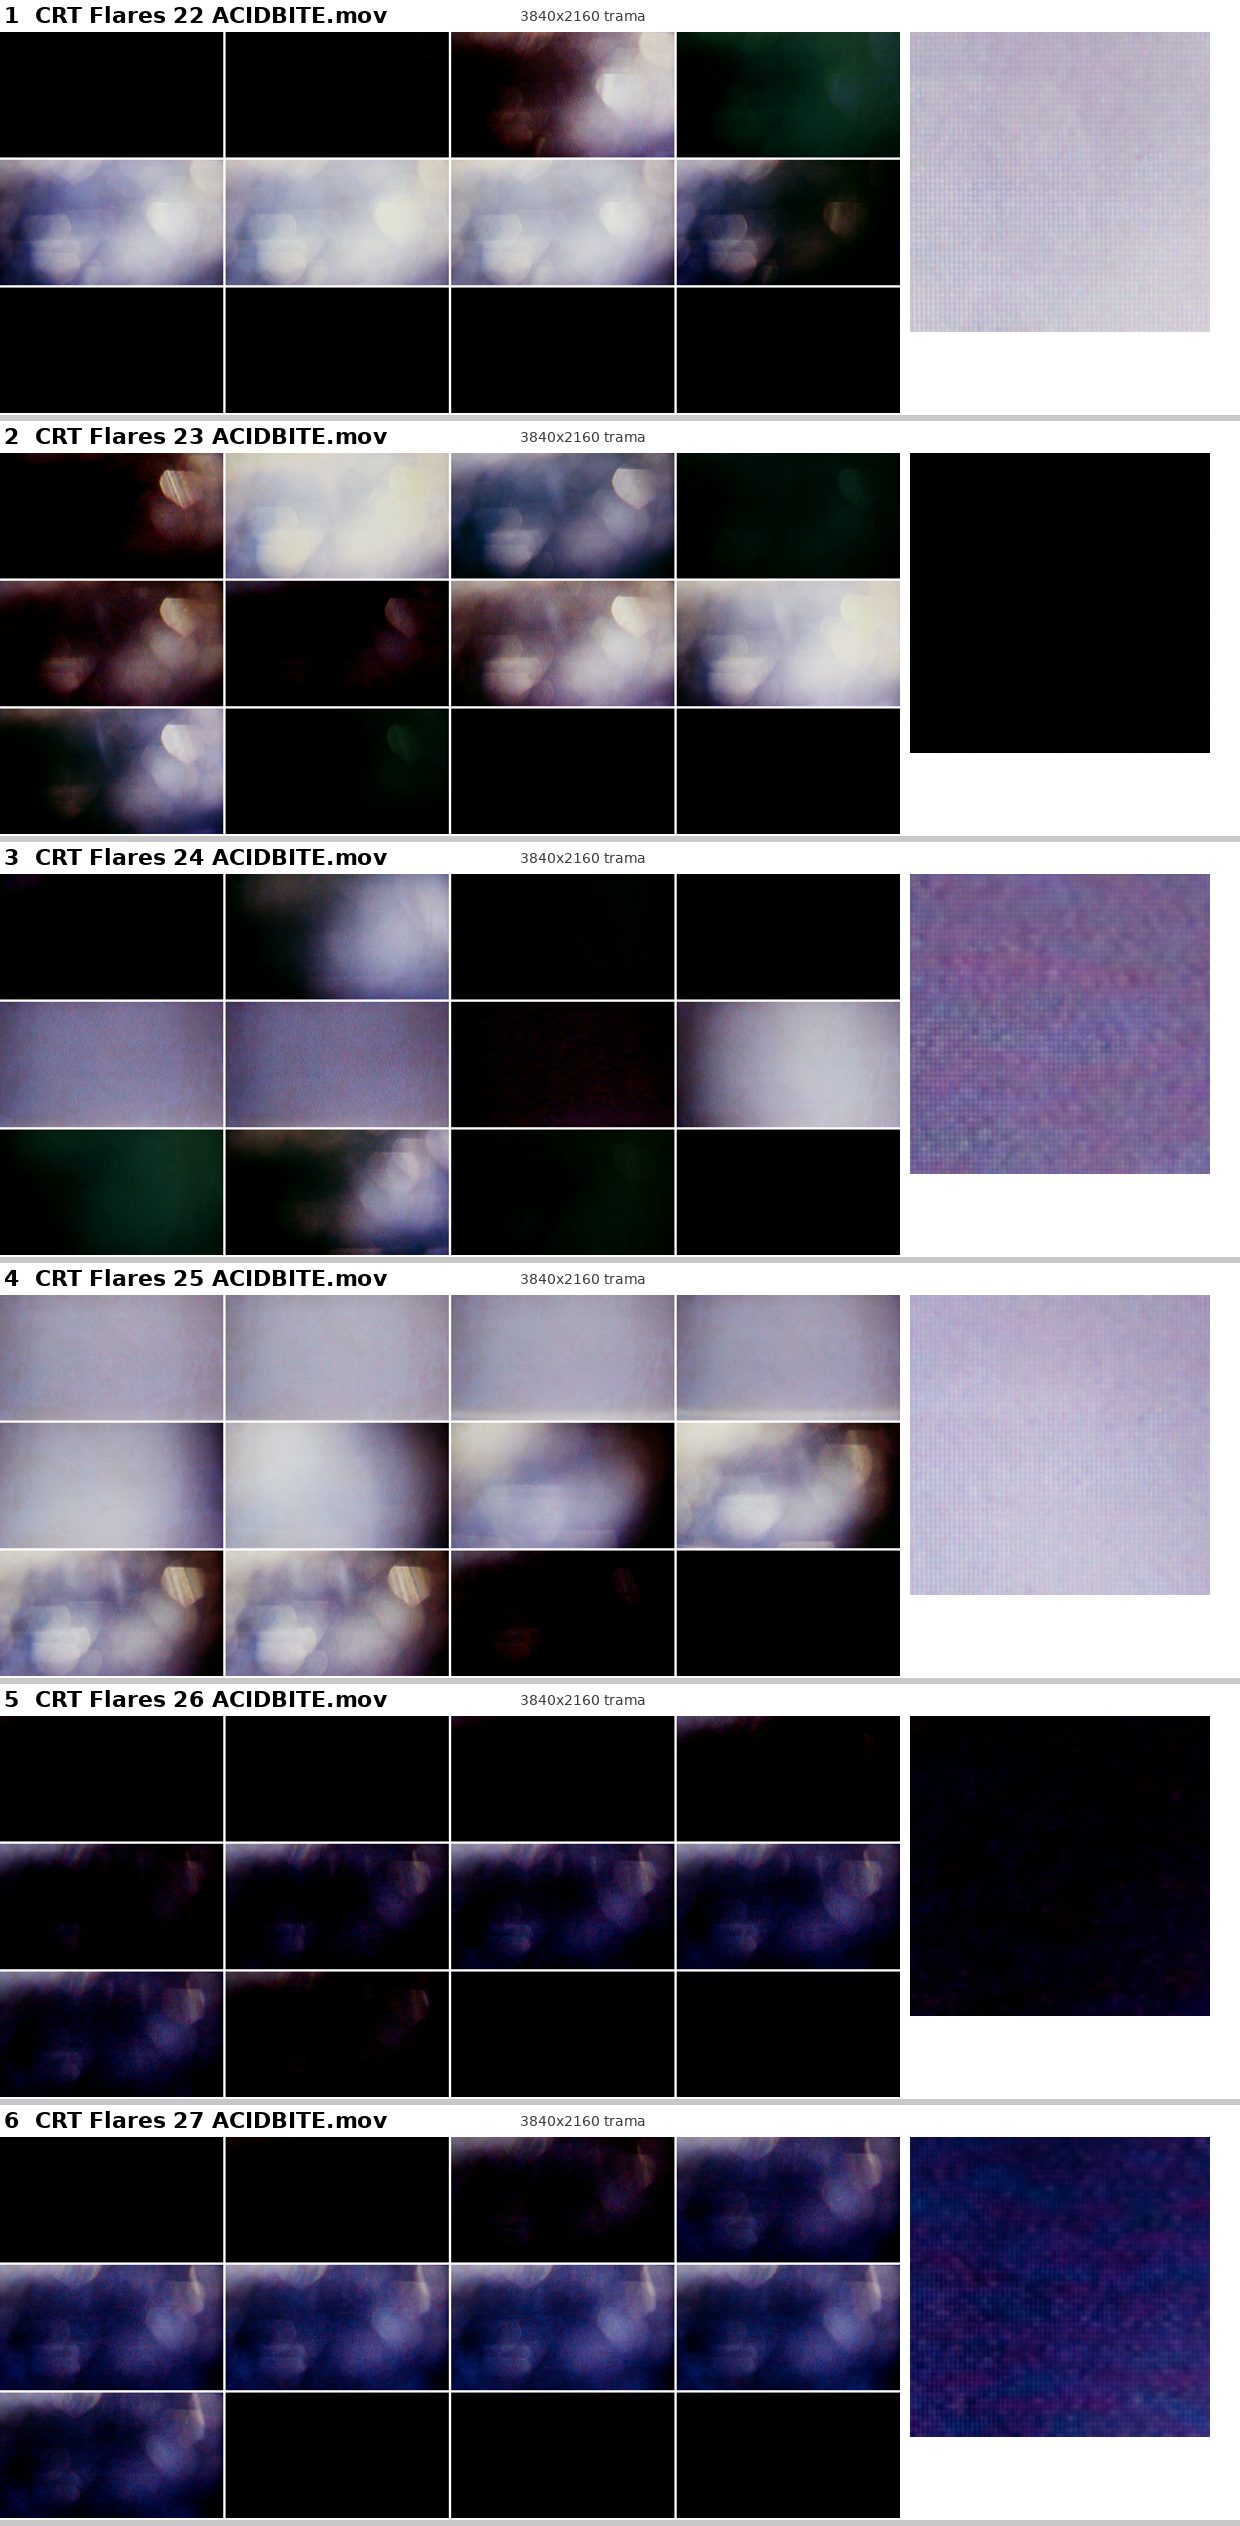 1 CRT Flares 22 ACIDBITE.mov 3840x2160 trama
2 CRT Flares 23 ACIDBITE.mov 3840x2160 trama
3 CRT Flares 24 ACIDBITE.mov 3840x2160 trama
4 CRT Flares 25 ACIDBITE.mov 3840x2160 trama
5 CRT Flares 26 ACIDBITE.mov 3840x2160 trama
6 CRT Flares 27 ACIDBITE.mov 3840x2160 trama